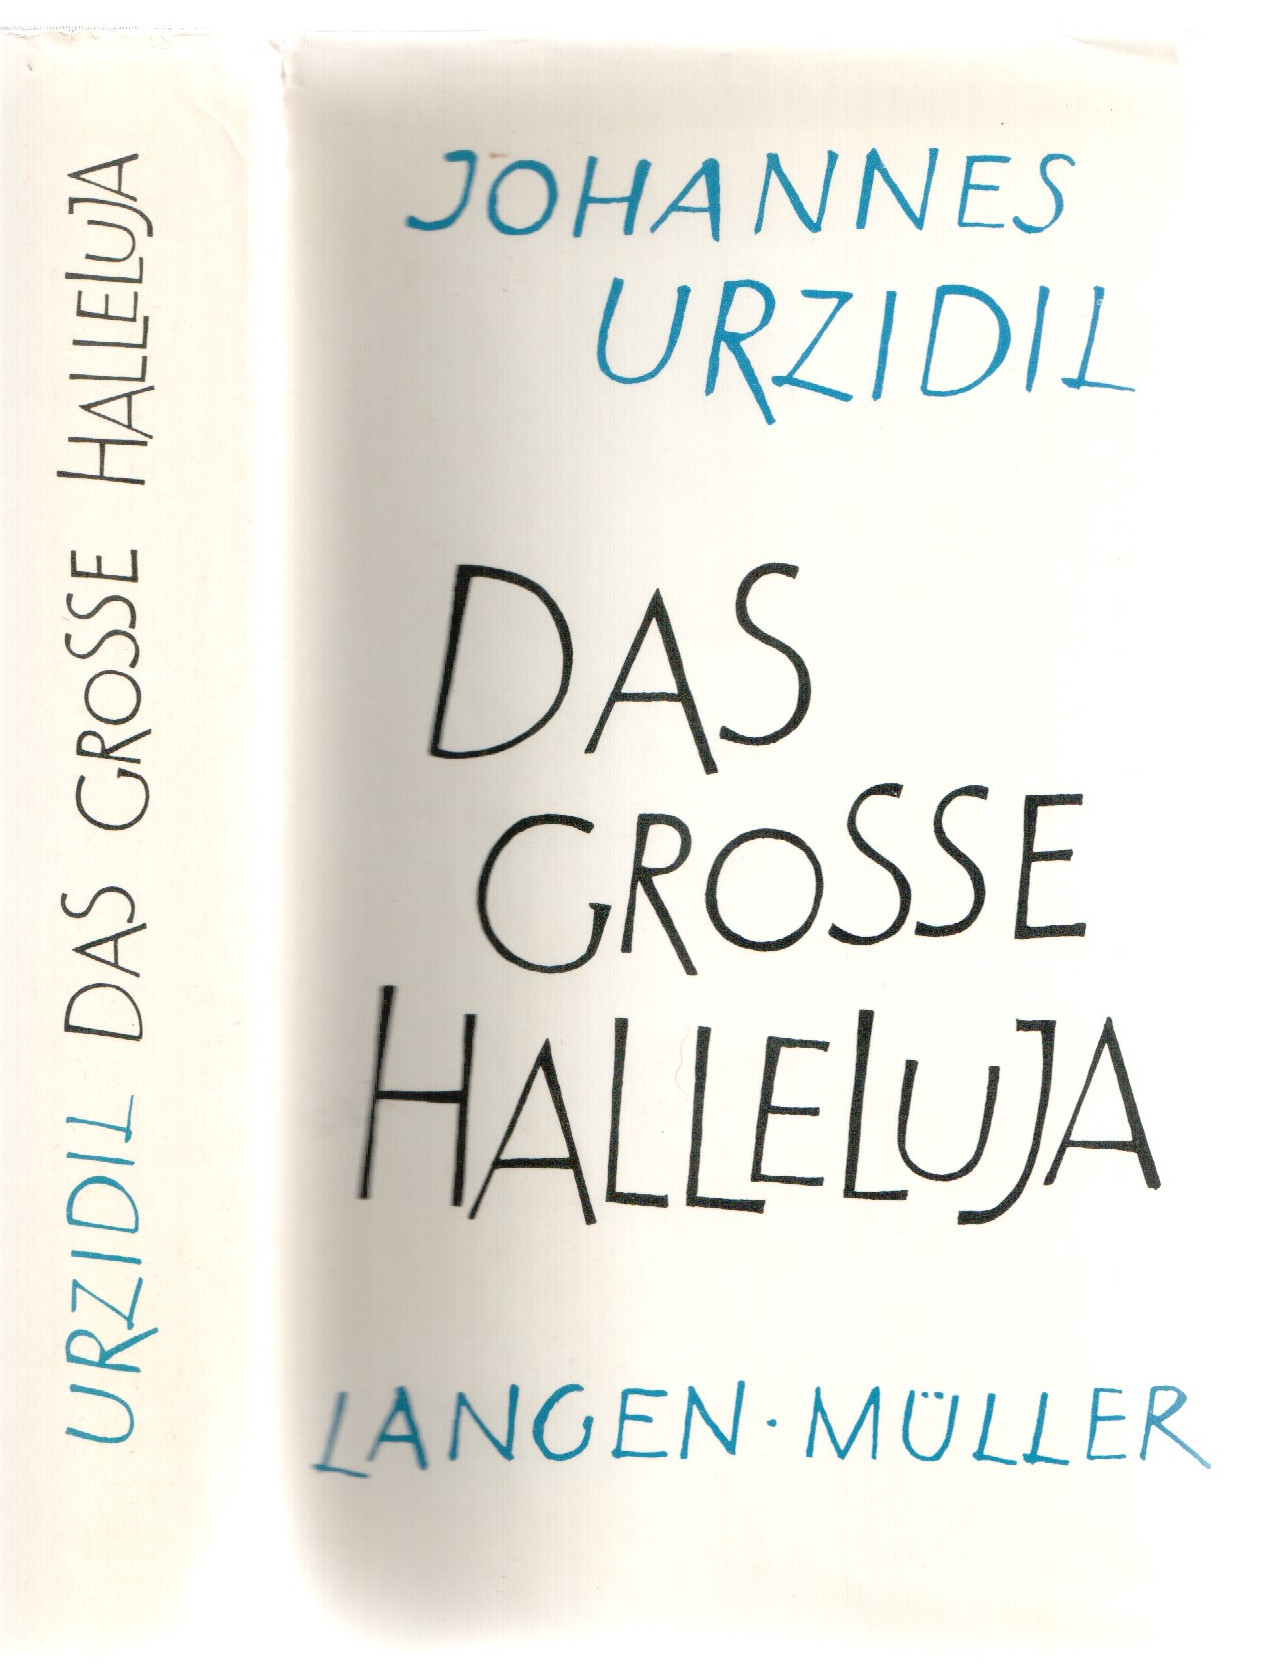 URZIDIL DAS GROSSE HALLELUJA
JOHANNES
URZIDIL
DAS
GROSSE
HALLELUJA
LANGEN · MÜLLER